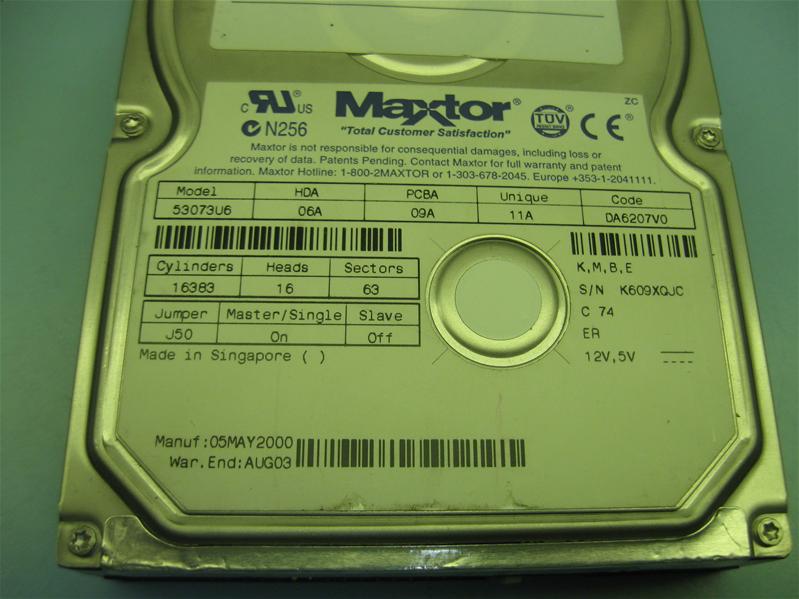 C UR ® US Maxtor® TÜV CE ® ZC
N256 "Total Customer Satisfaction"
Maxtor is not responsible for consequential damages, including loss or
recovery of data. Patents Pending. Contact Maxtor for full warranty and patent
information. Maxtor Hotline: 1-800-2MAXTOR or 1-303-678-2045. Europe +353-1-2041111.
Model HDA PCBA Unique Code
53073U6 06A 09A 11A DA6207V0
Cylinders Heads Sectors
16383 16 63
Jumper Master/Single Slave
J50 On Off
Made in Singapore ( )
K,M,B,E
S/N K609XQJC
C 74
ER
12V,5V
Manuf:05MAY2000
War.End:AUG03